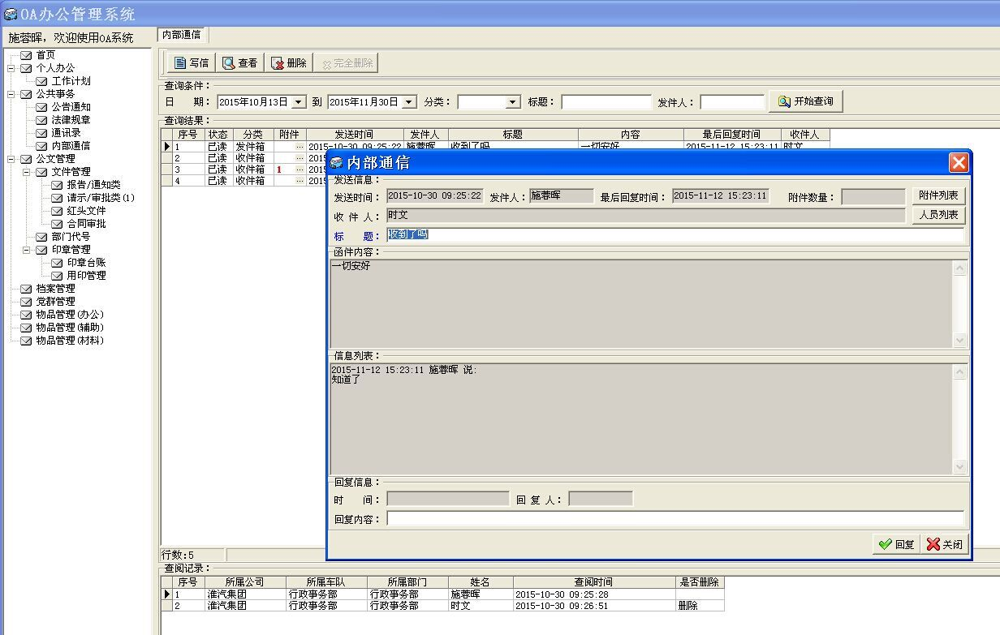 OA办公管理系统
施蓉晖，欢迎使用OA系统
内部通信
首页
个人办公
工作计划
公共事务
公告通知
法律规章
通讯录
内部通信
公文管理
文件管理
报告/通知类
请示/审批类(1)
红头文件
合同审批
部门代号
印章管理
印章台账
用印管理
档案管理
党群管理
物品管理(办公)
物品管理(辅助)
物品管理(材料)
写信 查看 删除 完全删除
查询条件：
日 期： 2015年10月13日 到 2015年11月30日 分类： 标题： 发件人： 开始查询
查询结果：
序号 状态 分类 附件 发送时间 发件人 标题 内容 最后回复时间 收件人
1 已读 发件箱 ... 2015-10-30 09:25:22 施蓉晖 收到了吗 一切安好 2015-11-12 15:23:11 时文
2 已读 收件箱 ... 2015
3 已读 收件箱 1 ... 2015
4 已读 收件箱 ... 2015
内部通信
发送信息：
发送时间： 2015-10-30 09:25:22 发件人： 施蓉晖 最后回复时间： 2015-11-12 15:23:11 附件数量： 附件列表
收 件 人： 时文 人员列表
标 题： 收到了吗
函件内容：
一切安好
信息列表：
2015-11-12 15:23:11 施蓉晖 说：
知道了
回复信息：
时 间： 回 复 人：
回复内容：
回复 关闭
行数:5
查阅记录：
序号 所属公司 所属车队 所属部门 姓名 查阅时间 是否删除
1 淮汽集团 行政事务部 行政事务部 施蓉晖 2015-10-30 09:25:28
2 淮汽集团 行政事务部 行政事务部 时文 2015-10-30 09:26:51 删除